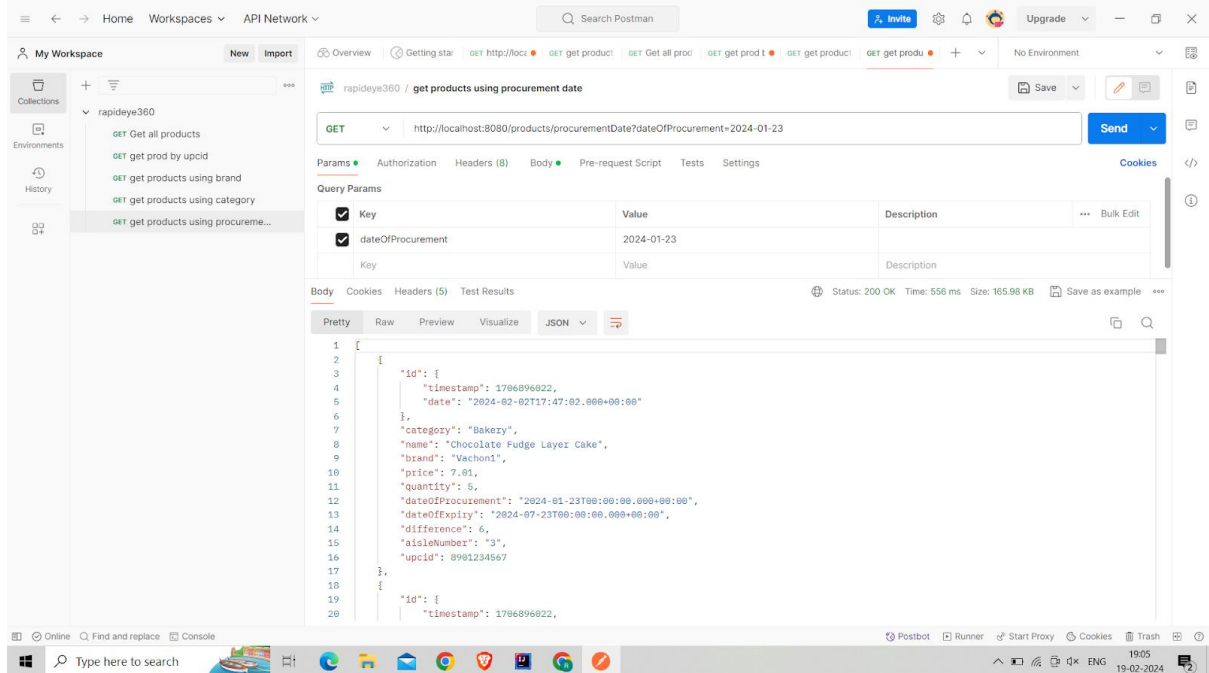 Home Workspaces API Network Search Postman Invite Upgrade
My Workspace New Import Overview Getting star GET http://loca GET get product GET Get all prod GET get prod b GET get product GET get produ No Environment
Collections
Environments
History
rapideye360
GET Get all products
GET get prod by upcid
GET get products using brand
GET get products using category
GET get products using procureme...
HTTP rapideye360 / get products using procurement date Save
GET http://localhost:8080/products/procurementDate?dateOfProcurement=2024-01-23 Send
Params Authorization Headers (8) Body Pre-request Script Tests Settings Cookies
Query Params
Key Value Description Bulk Edit
dateOfProcurement 2024-01-23
Key Value Description
Body Cookies Headers (5) Test Results Status: 200 OK Time: 556 ms Size: 165.98 KB Save as example
Pretty Raw Preview Visualize JSON
1 [
2 {
3 "id": {
4 "timestamp": 1706896022,
5 "date": "2024-02-02T17:47:02.000+00:00"
6 },
7 "category": "Bakery",
8 "name": "Chocolate Fudge Layer Cake",
9 "brand": "Vachon1",
10 "price": 7.01,
11 "quantity": 5,
12 "dateOfProcurement": "2024-01-23T00:00:00.000+00:00",
13 "dateOfExpiry": "2024-07-23T00:00:00.000+00:00",
14 "difference": 6,
15 "aisleNumber": "3",
16 "upcid": 8901234567
17 },
18 {
19 "id": {
20 "timestamp": 1706896022,
Online Find and replace Console Postbot Runner Start Proxy Cookies Trash
Type here to search ENG 19:05
19-02-2024